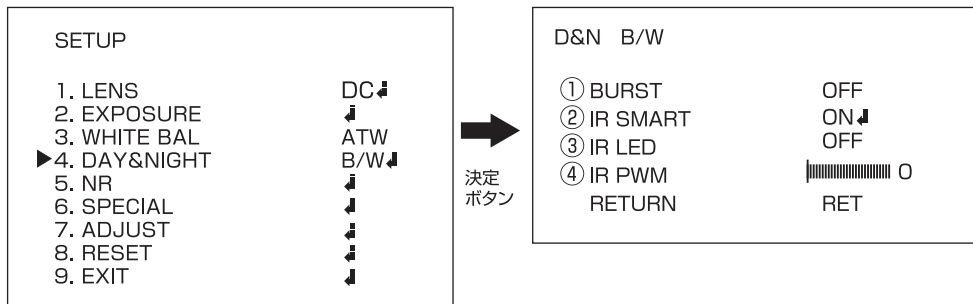 SETUP
1. LENS DC↲
2. EXPOSURE ↲
3. WHITE BAL ATW
▶4. DAY&NIGHT B/W↲
5. NR ↲
6. SPECIAL ↲
7. ADJUST ↲
8. RESET ↲
9. EXIT ↲
決定
ボタン
D&N B/W
① BURST OFF
② IR SMART ON↲
③ IR LED OFF
④ IR PWM 0
RETURN RET